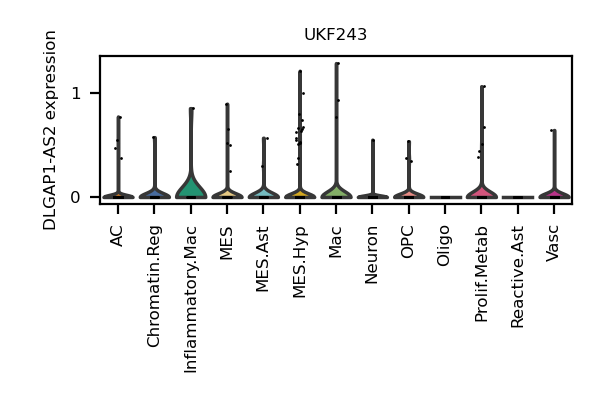 UKF243
DLGAP1-AS2 expression
1
0
AC
Chromatin.Reg
Inflammatory.Mac
MES
MES.Ast
MES.Hyp
Mac
Neuron
OPC
Oligo
Prolif.Metab
Reactive.Ast
Vasc